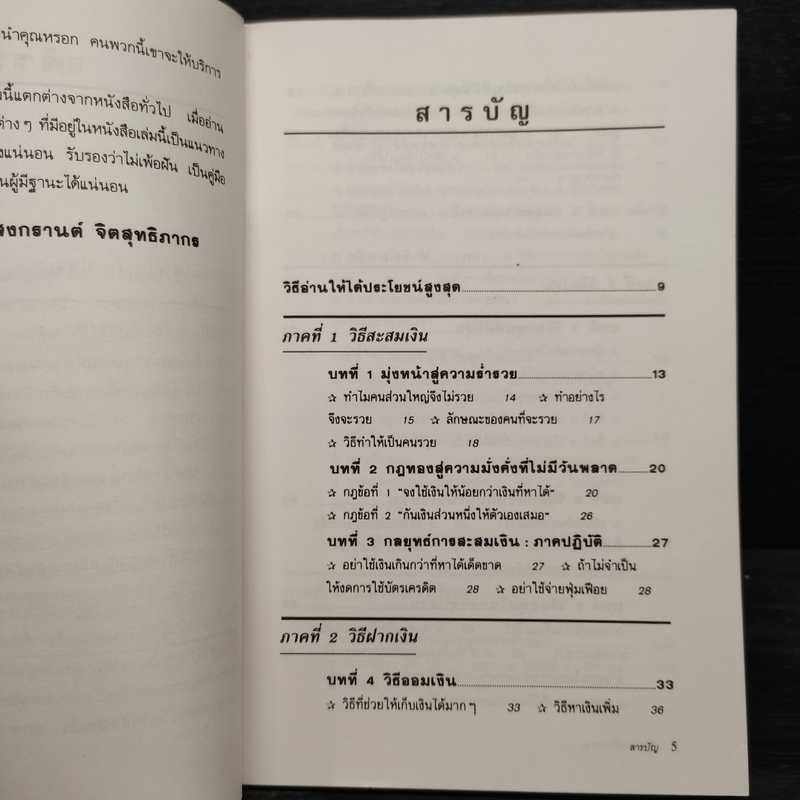 นำคุณหรอก คนพวกนี้เขาจะให้บริการ
นี้แตกต่างจากหนังสือทั่วไป เมื่ออ่าน
ต่างๆ ที่มีอยู่ในหนังสือเล่มนี้เป็นแนวทาง
แน่นอน รับรองว่าไม่เพ้อฝัน เป็นคู่มือ
ผู้มีฐานะได้แน่นอน
สงกรานต์ จิตสุทธิภากร
สารบัญ
วิธีอ่านให้ได้ประโยชน์สูงสุด 9
ภาคที่ 1 วิธีสะสมเงิน
บทที่ 1 มุ่งหน้าสู่ความร่ำรวย 13
☆ ทำไมคนส่วนใหญ่จึงไม่รวย 14 ☆ ทำอย่างไร
จึงจะรวย 15 ☆ ลักษณะของคนที่จะรวย 17
☆ วิธีทำให้เป็นคนรวย 18
บทที่ 2 กฎทองสู่ความมั่งคั่งที่ไม่มีวันพลาด 20
☆ กฎข้อที่ 1 "จงใช้เงินให้น้อยกว่าเงินที่หาได้" 20
☆ กฎข้อที่ 2 "กันเงินส่วนหนึ่งให้ตัวเองเสมอ" 26
บทที่ 3 กลยุทธ์การสะสมเงิน : ภาคปฏิบัติ 27
☆ อย่าใช้เงินเกินกว่าที่หาได้เด็ดขาด 27 ☆ ถ้าไม่จำเป็น
ให้งดการใช้บัตรเครดิต 28 ☆ อย่าใช้จ่ายฟุ่มเฟือย 28
ภาคที่ 2 วิธีฝากเงิน
บทที่ 4 วิธีออมเงิน 33
☆ วิธีที่ช่วยให้เก็บเงินได้มากๆ 33 ☆ วิธีหาเงินเพิ่ม 36
สารบัญ 5